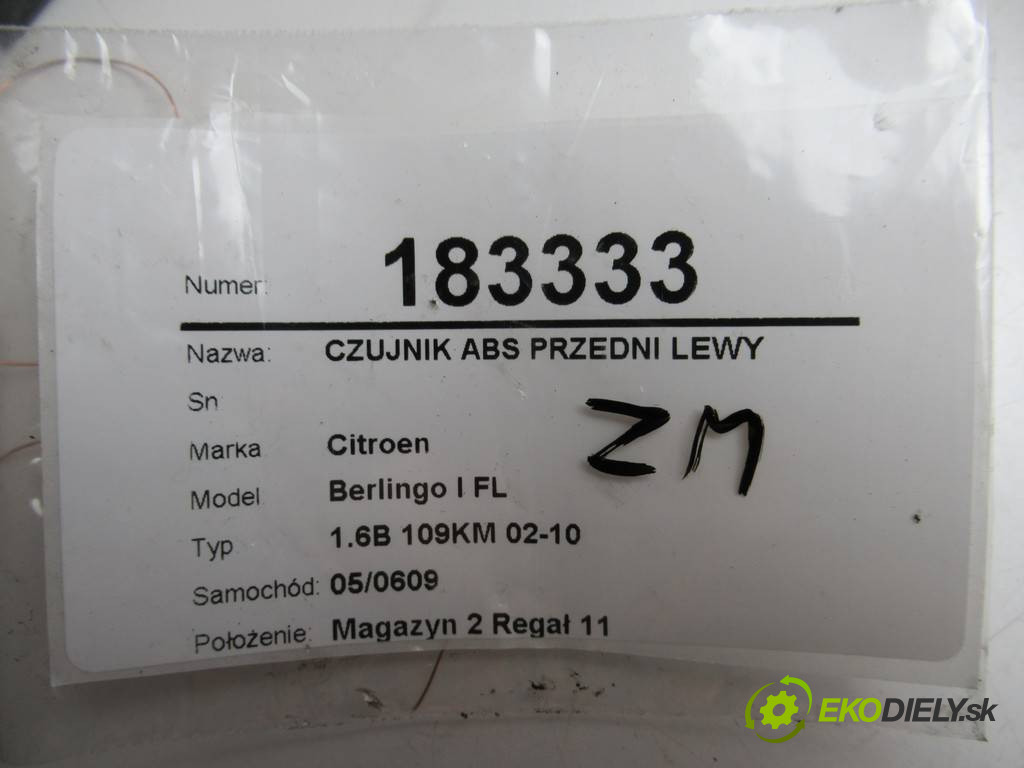 Numer: 183333
Nazwa: CZUJNIK ABS PRZEDNI LEWY
Sn
Marka Citroen
ZM
Model Berlingo I FL
Typ 1.6B 109KM 02-10
Samochód: 05/0609
Położenie: Magazyn 2 Regał 11
EKODIELY.sk